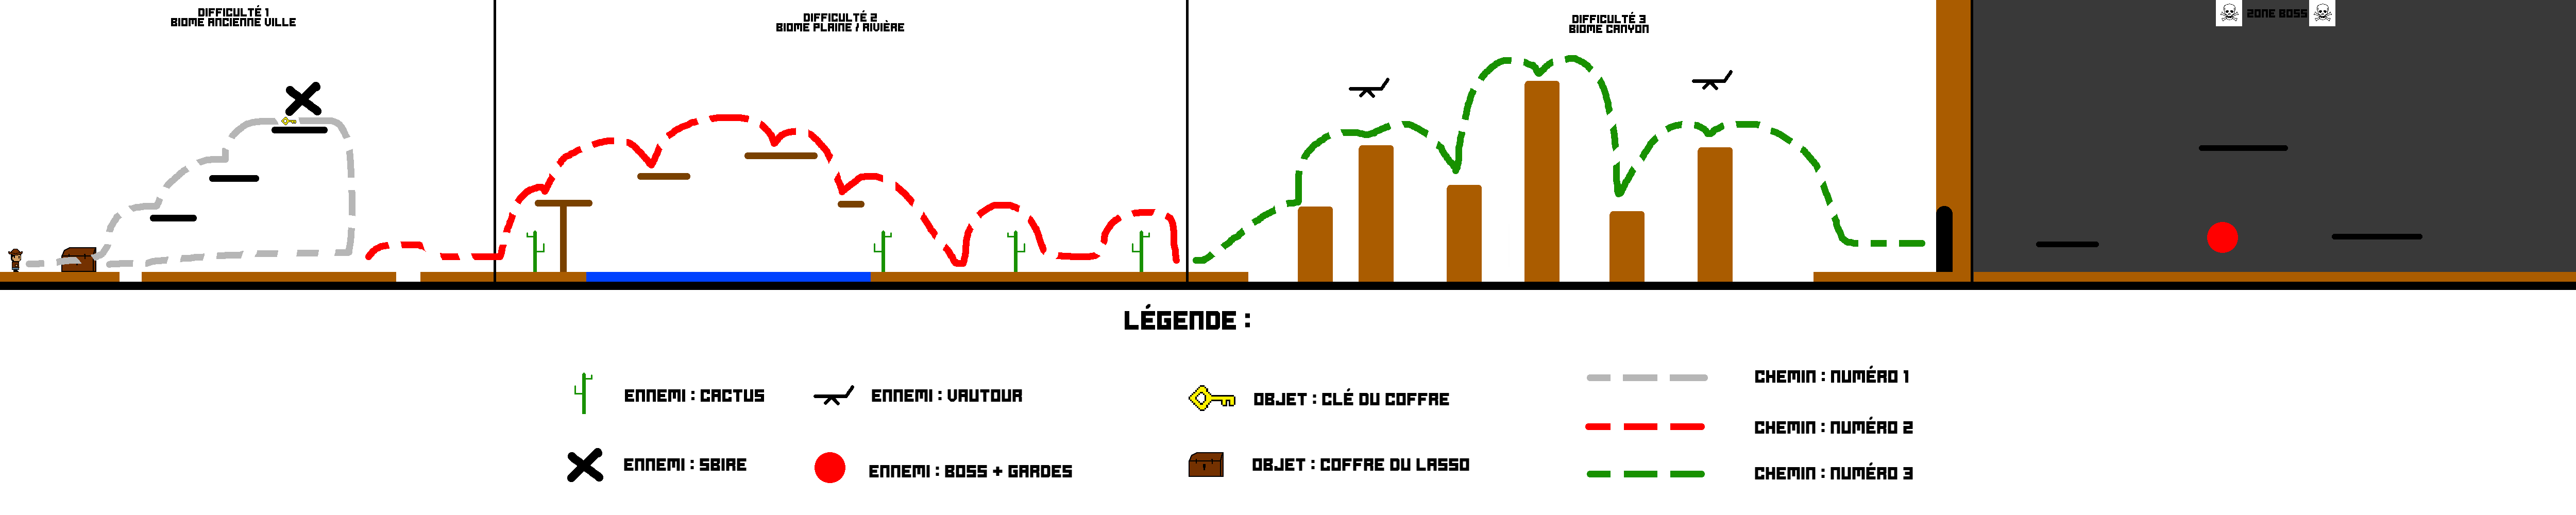 DIFFICULTÉ 1
BIOME ANCIENNE VILLE
DIFFICULTÉ 2
BIOME PLAINE / RIVIÈRE
DIFFICULTÉ 3
BIOME CANYON
ZONE BOSS
LÉGENDE :
ENNEMI : CACTUS
ENNEMI : VAUTOUR
OBJET : CLÉ DU COFFRE
CHEMIN : NUMÉRO 1
CHEMIN : NUMÉRO 2
ENNEMI : SBIRE
ENNEMI : BOSS + GARDES
OBJET : COFFRE DU LASSO
CHEMIN : NUMÉRO 3